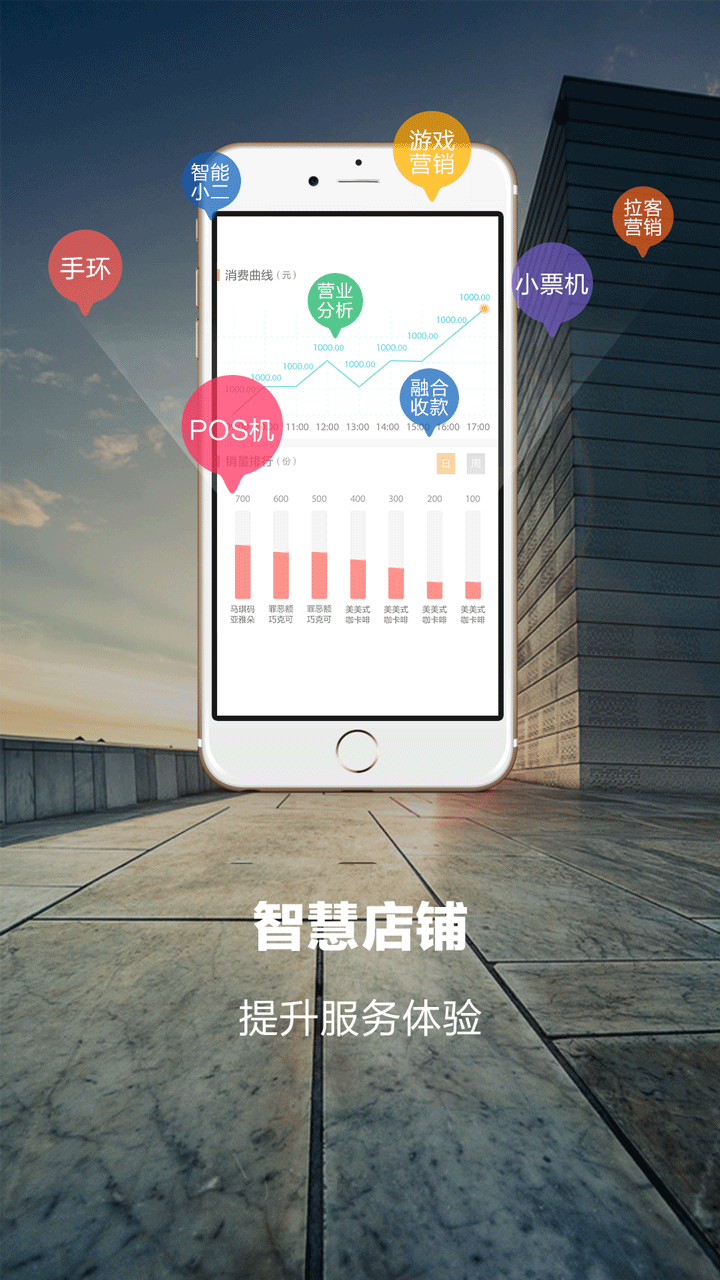 游戏
营销
智能
小二
拉客
营销
手环
小票机
消费曲线（元）
营业
分析
1000.00
1000.00
1000.00
1000.00
1000.00
1000.00
1000.00
1000.00
1000.00
融合
收款
POS机
11:00 12:00 13:00 14:00 15:00 16:00 17:00
销量排行（份）
日 周
700 600 500 400 300 200 100
马琪码 罪恶额 罪恶额 美美式 美美式 美美式 美美式
亚雅朵 巧克可 巧克可 咖卡啡 咖卡啡 咖卡啡 咖卡啡
智慧店铺
提升服务体验